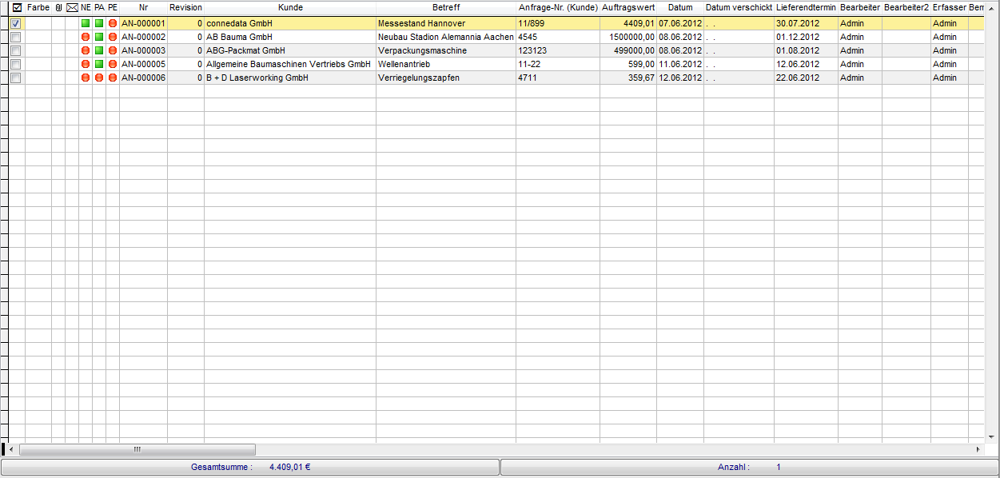 Farbe NE PA PE Nr Revision Kunde Betreff Anfrage-Nr. (Kunde) Auftragswert Datum Datum verschickt Lieferendtermin Bearbeiter Bearbeiter2 Erfasser Bem
AN-000001 0 connedata GmbH Messestand Hannover 11/899 4409,01 07.06.2012 . . 30.07.2012 Admin Admin
AN-000002 0 AB Bauma GmbH Neubau Stadion Alemannia Aachen 4545 1500000,00 08.06.2012 . . 01.12.2012 Admin Admin
AN-000003 0 ABG-Packmat GmbH Verpackungsmaschine 123123 499000,00 08.06.2012 . . 01.08.2012 Admin Admin
AN-000005 0 Allgemeine Baumaschinen Vertriebs GmbH Wellenantrieb 11-22 599,00 11.06.2012 . . 12.06.2012 Admin Admin
AN-000006 0 B + D Laserworking GmbH Verriegelungszapfen 4711 359,67 12.06.2012 . . 22.06.2012 Admin Admin
Gesamtsumme : 4.409,01 € Anzahl : 1